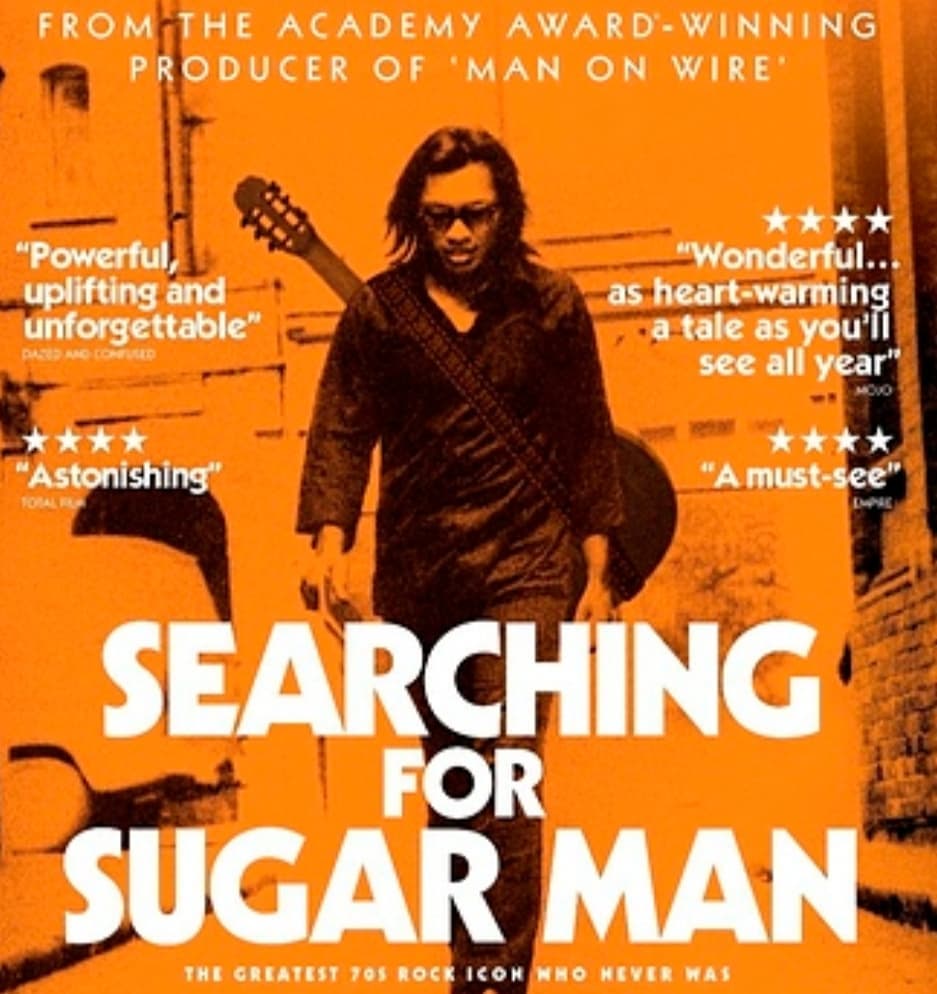 FROM THE ACADEMY AWARD®-WINNING
PRODUCER OF 'MAN ON WIRE'
"Powerful,
uplifting and
unforgettable"
DAZED AND CONFUSED
★★★★
"Astonishing"
TOTAL FILM
★★★★
"Wonderful...
as heart-warming
a tale as you'll
see all year"
MOJO
★★★★
"A must-see"
EMPIRE
SEARCHING
FOR
SUGAR MAN
THE GREATEST 70S ROCK ICON WHO NEVER WAS